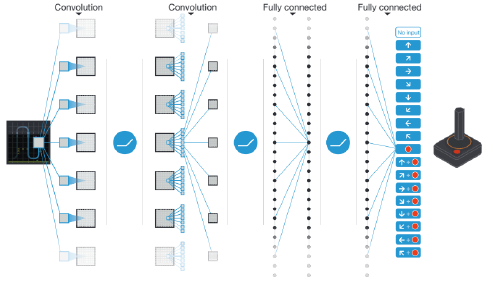 Convolution
Convolution
Fully connected
Fully connected
No input